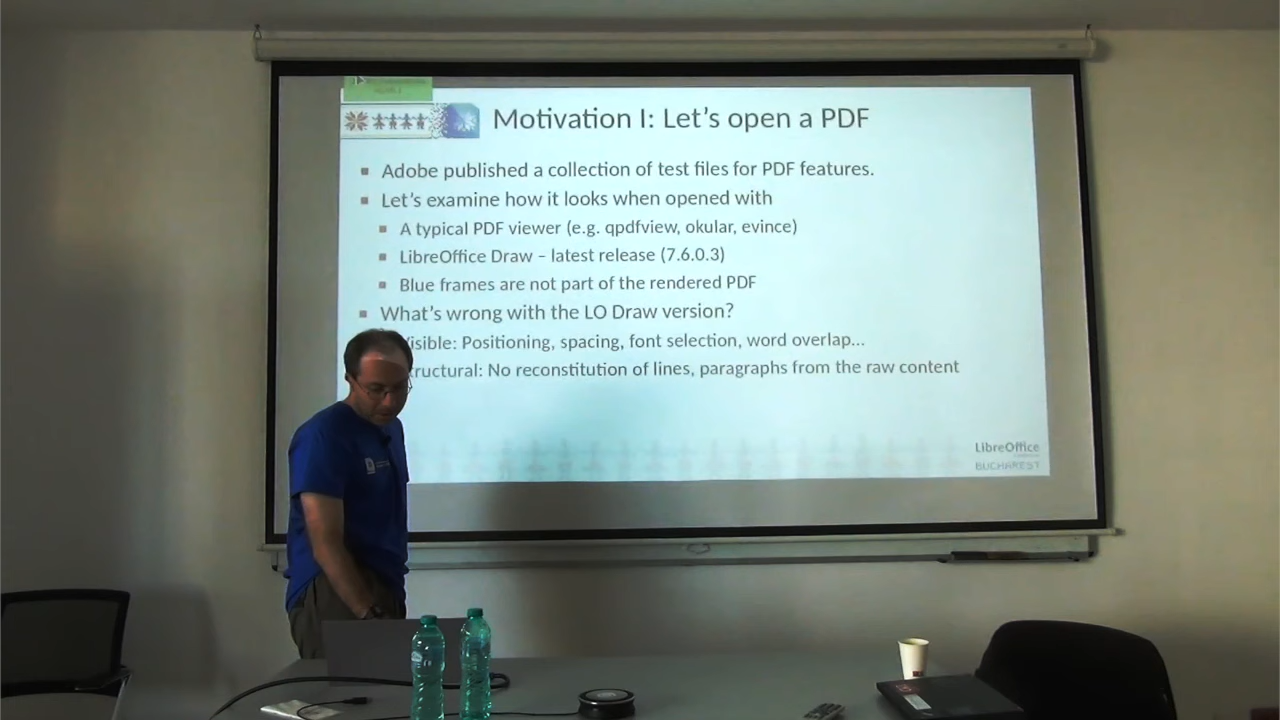 Motivation I: Let's open a PDF
Adobe published a collection of test files for PDF features.
Let's examine how it looks when opened with
A typical PDF viewer (e.g. qpdfview, okular, evince)
LibreOffice Draw – latest release (7.6.0.3)
Blue frames are not part of the rendered PDF
What's wrong with the LO Draw version?
isible: Positioning, spacing, font selection, word overlap...
tructural: No reconstitution of lines, paragraphs from the raw content
LibreOffice
BUCHAREST